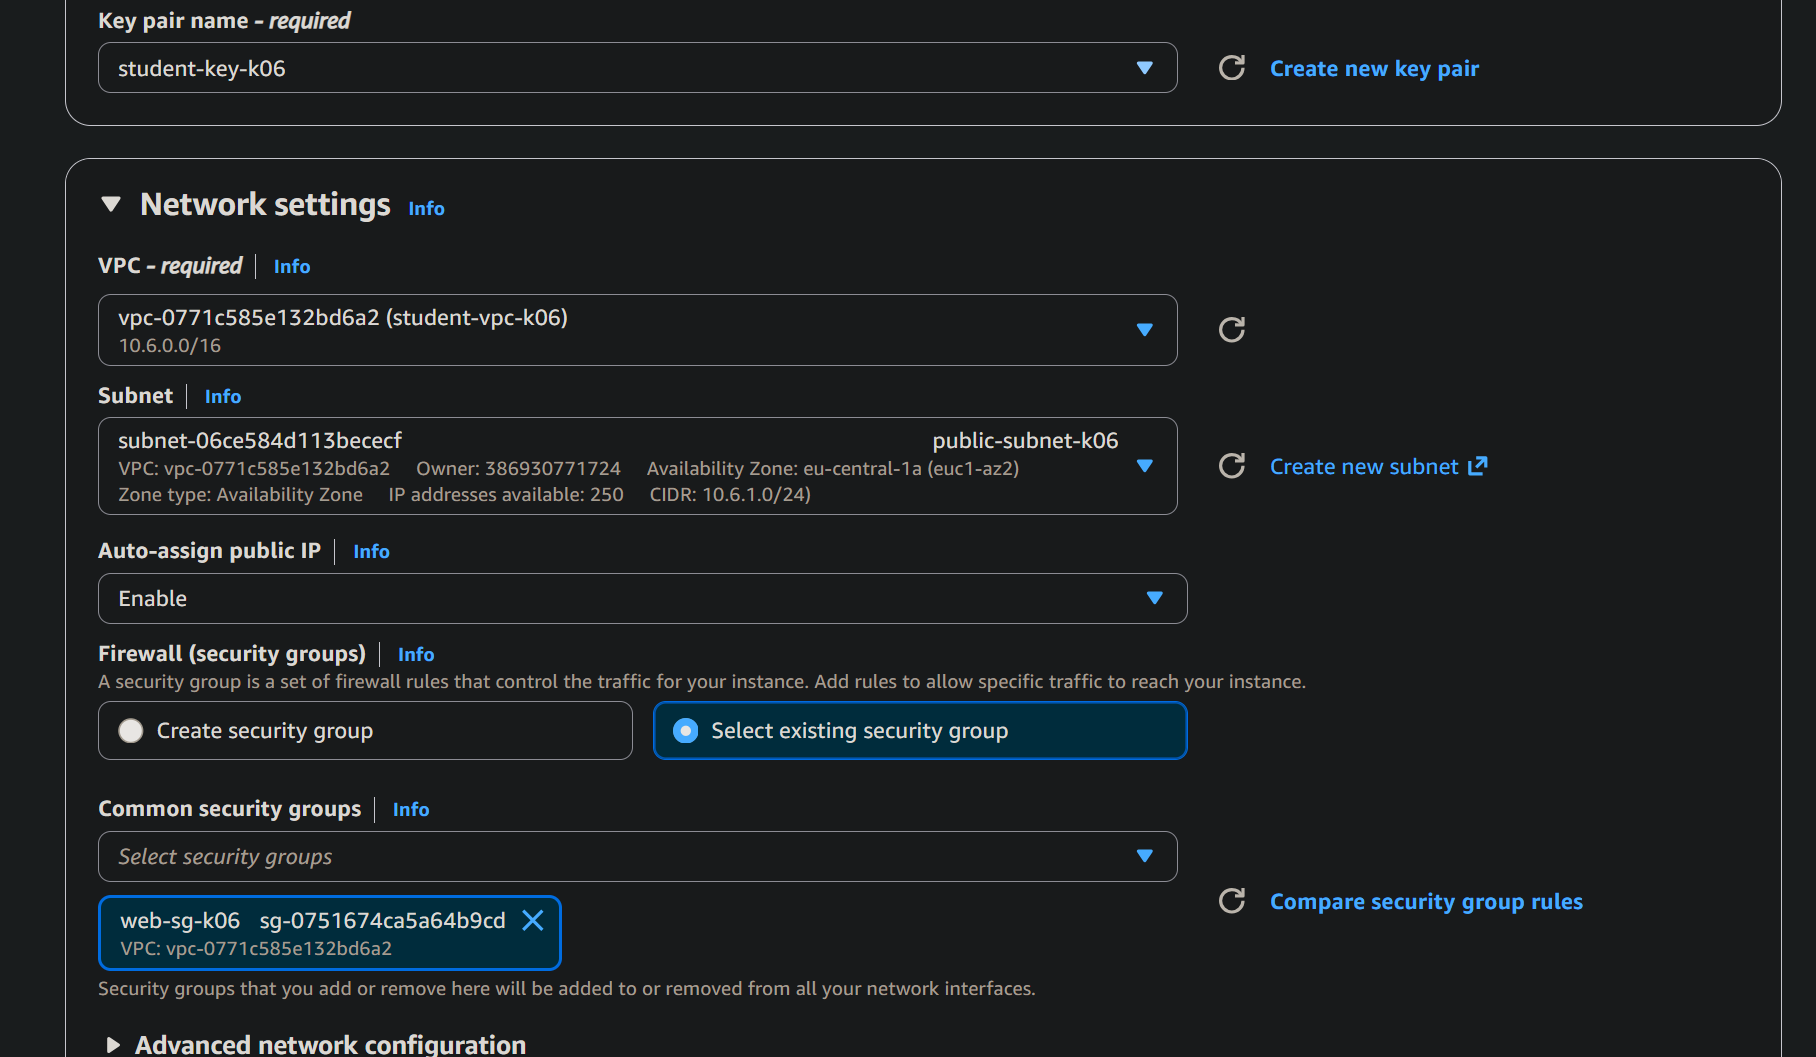 Key pair name - required
student-key-k06
Create new key pair
Network settings Info
VPC - required Info
vpc-0771c585e132bd6a2 (student-vpc-k06)
10.6.0.0/16
Subnet Info
subnet-06ce584d113bececf public-subnet-k06
VPC: vpc-0771c585e132bd6a2 Owner: 386930771724 Availability Zone: eu-central-1a (euc1-az2)
Zone type: Availability Zone IP addresses available: 250 CIDR: 10.6.1.0/24)
Create new subnet
Auto-assign public IP Info
Enable
Firewall (security groups) Info
A security group is a set of firewall rules that control the traffic for your instance. Add rules to allow specific traffic to reach your instance.
Create security group Select existing security group
Common security groups Info
Select security groups
web-sg-k06 sg-0751674ca5a64b9cd
VPC: vpc-0771c585e132bd6a2
Compare security group rules
Security groups that you add or remove here will be added to or removed from all your network interfaces.
Advanced network configuration